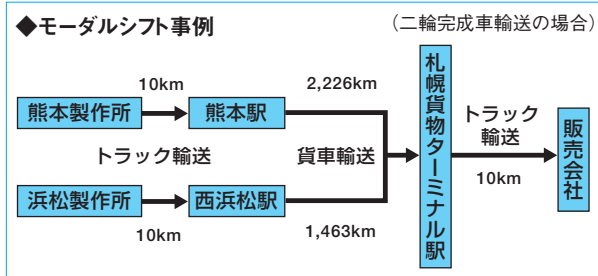 ◆モーダルシフト事例
(二輪完成車輸送の場合)
10km
2,226km
熊本製作所
熊本駅
トラック輸送
貨車輸送
浜松製作所
西浜松駅
10km
1,463km
札幌貨物ターミナル駅
トラック
輸送
10km
販売会社